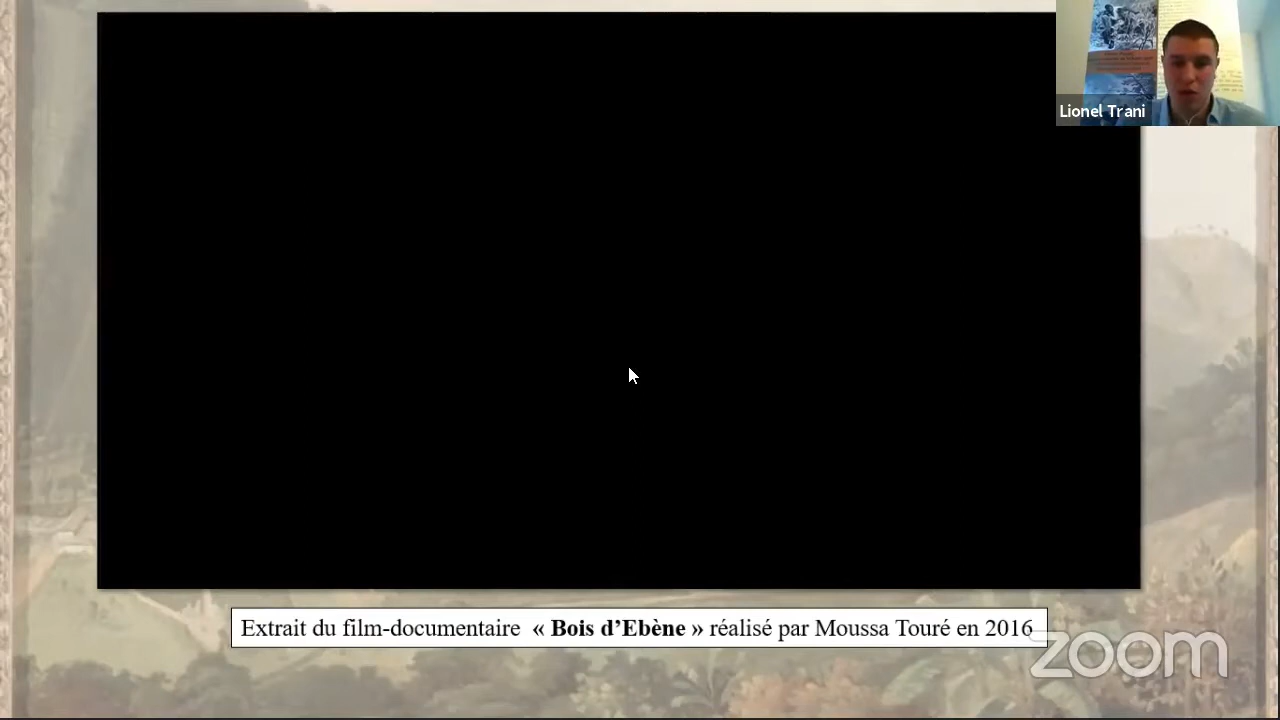 Lionel Trani
Extrait du film-documentaire « Bois d’Ebène » réalisé par Moussa Touré en 2016
zoom